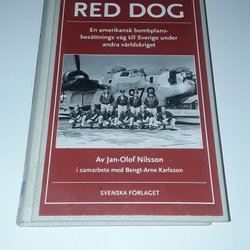 RED DOG
En amerikansk bombplans-
besättnings väg till Sverige under
andra världskriget
Av Jan-Olof Nilsson
i samarbete med Bengt-Arne Karlsson
SVENSKA FÖRLAGET